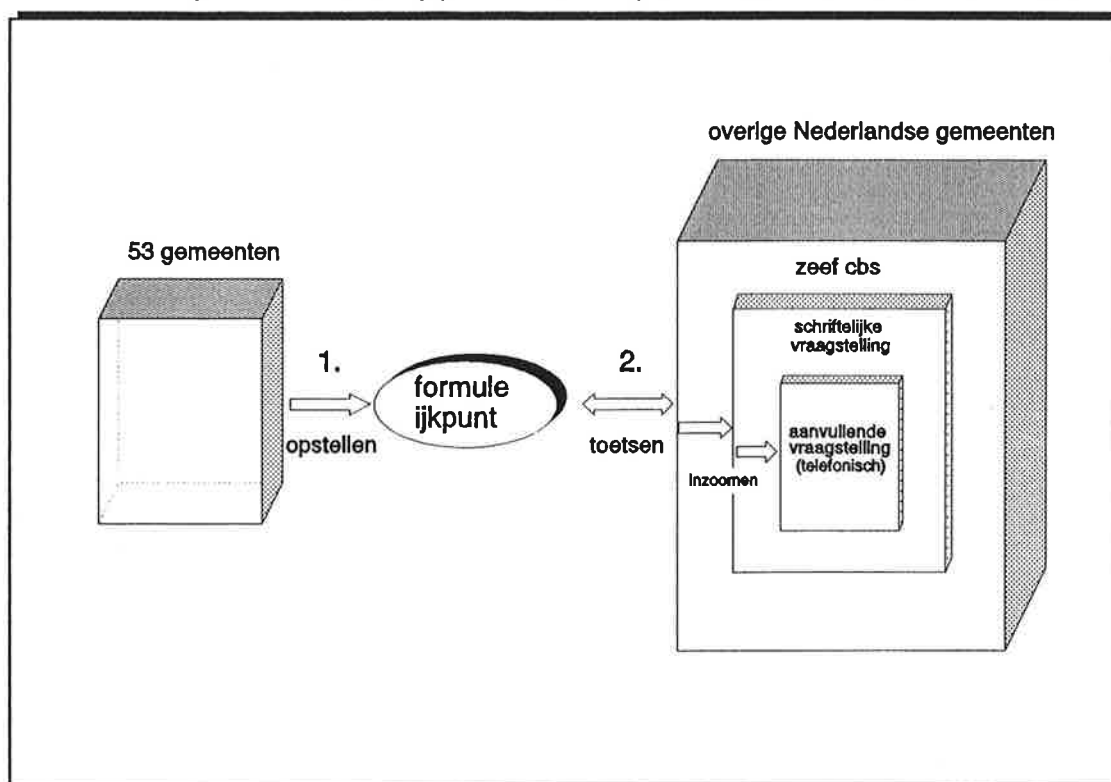 53 gemeenten
1.
opstellen
formule
ijkpunt
2.
toetsen
overige Nederlandse gemeenten
zeef cbs
schriftelijke
vraagstelling
inzoomen
aanvullende
vraagstelling
(telefonisch)